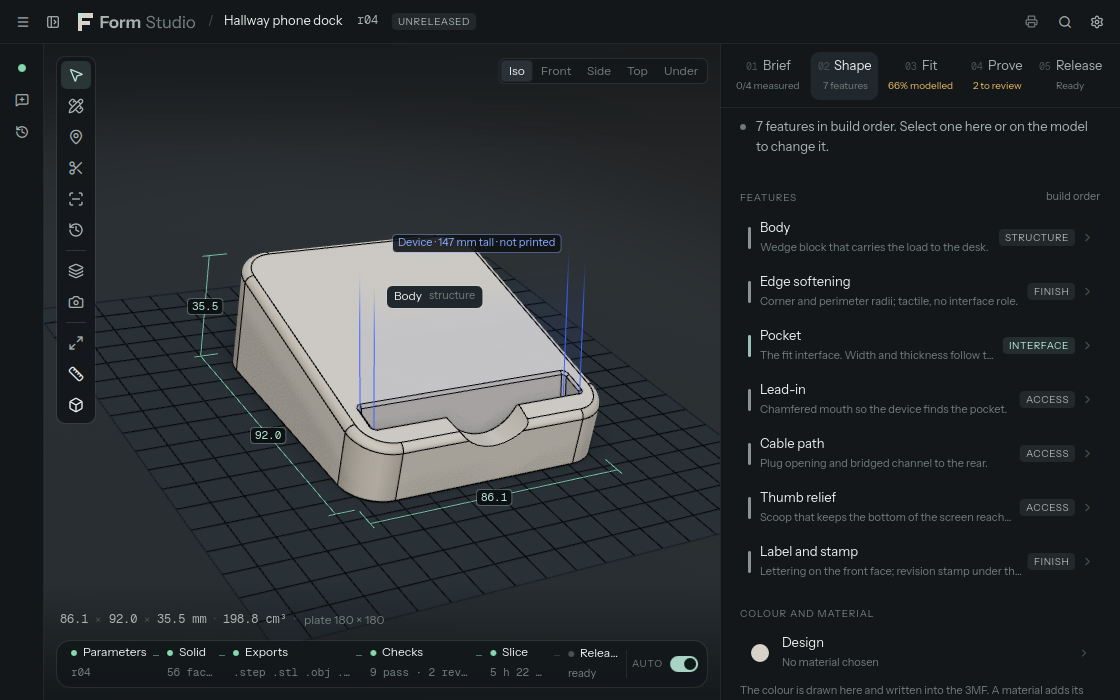 Form Studio / Hallway phone dock r04 UNRELEASED
Iso Front Side Top Under
01 Brief
0/4 measured
02 Shape
7 features
03 Fit
66% modelled
04 Prove
2 to review
05 Release
Ready
7 features in build order. Select one here or on the model
to change it.
FEATURES build order
Body
Wedge block that carries the load to the desk.
STRUCTURE
Edge softening
Corner and perimeter radii; tactile, no interface role.
FINISH
Pocket
The fit interface. Width and thickness follow t…
INTERFACE
Lead-in
Chamfered mouth so the device finds the pocket.
ACCESS
Cable path
Plug opening and bridged channel to the rear.
ACCESS
Thumb relief
Scoop that keeps the bottom of the screen reach…
ACCESS
Label and stamp
Lettering on the front face; revision stamp under th…
FINISH
COLOUR AND MATERIAL
Design
No material chosen
The colour is drawn here and written into the 3MF. A material adds its
Device · 147 mm tall · not printed
Body structure
35.5
92.0
86.1
86.1 × 92.0 × 35.5 mm · 198.8 cm³ plate 180 × 180
Parameters
r04
Solid
56 fac…
Exports
.step .stl .obj .…
Checks
9 pass · 2 rev…
Slice
5 h 22 …
Relea…
ready
AUTO